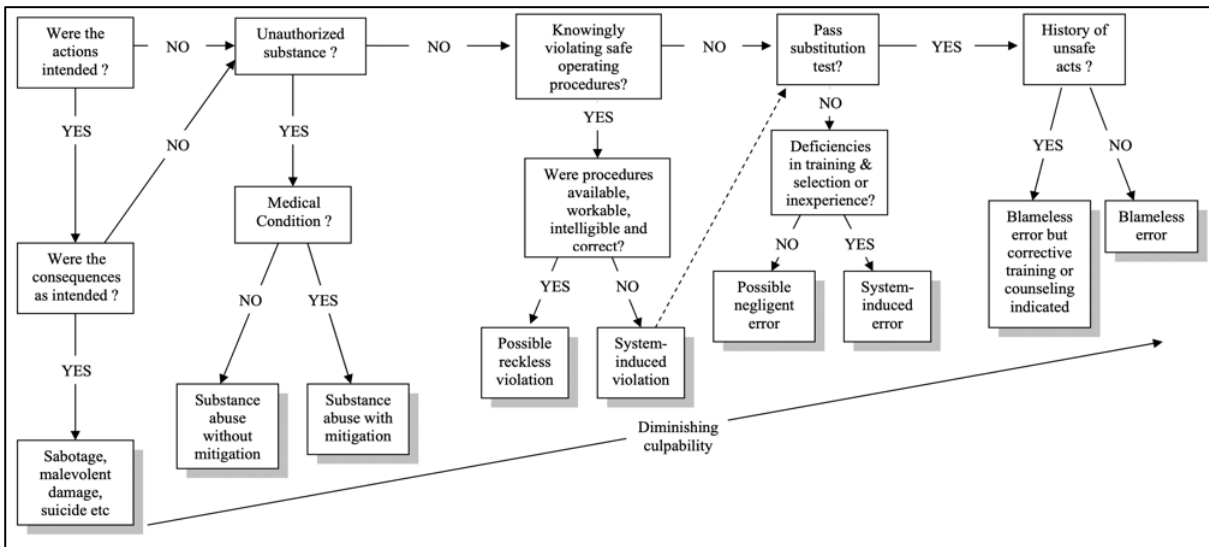 Were the
actions
intended ?
NO
Unauthorized
substance ?
NO
Knowingly
violating safe
operating
procedures?
NO
Pass
substitution
test?
YES
History of
unsafe
acts ?
YES
NO
YES
YES
NO
YES
NO
Were the
consequences
as intended ?
Medical
Condition ?
Were procedures
available,
workable,
intelligible and
correct?
Deficiencies
in training &
selection or
inexperience?
Blameless
error but
corrective
training or
counseling
indicated
Blameless
error
YES
NO
YES
YES
NO
NO
YES
Sabotage,
malevolent
damage,
suicide etc
Substance
abuse
without
mitigation
Substance
abuse with
mitigation
Possible
reckless
violation
System-
induced
violation
Possible
negligent
error
System-
induced
error
Diminishing
culpability